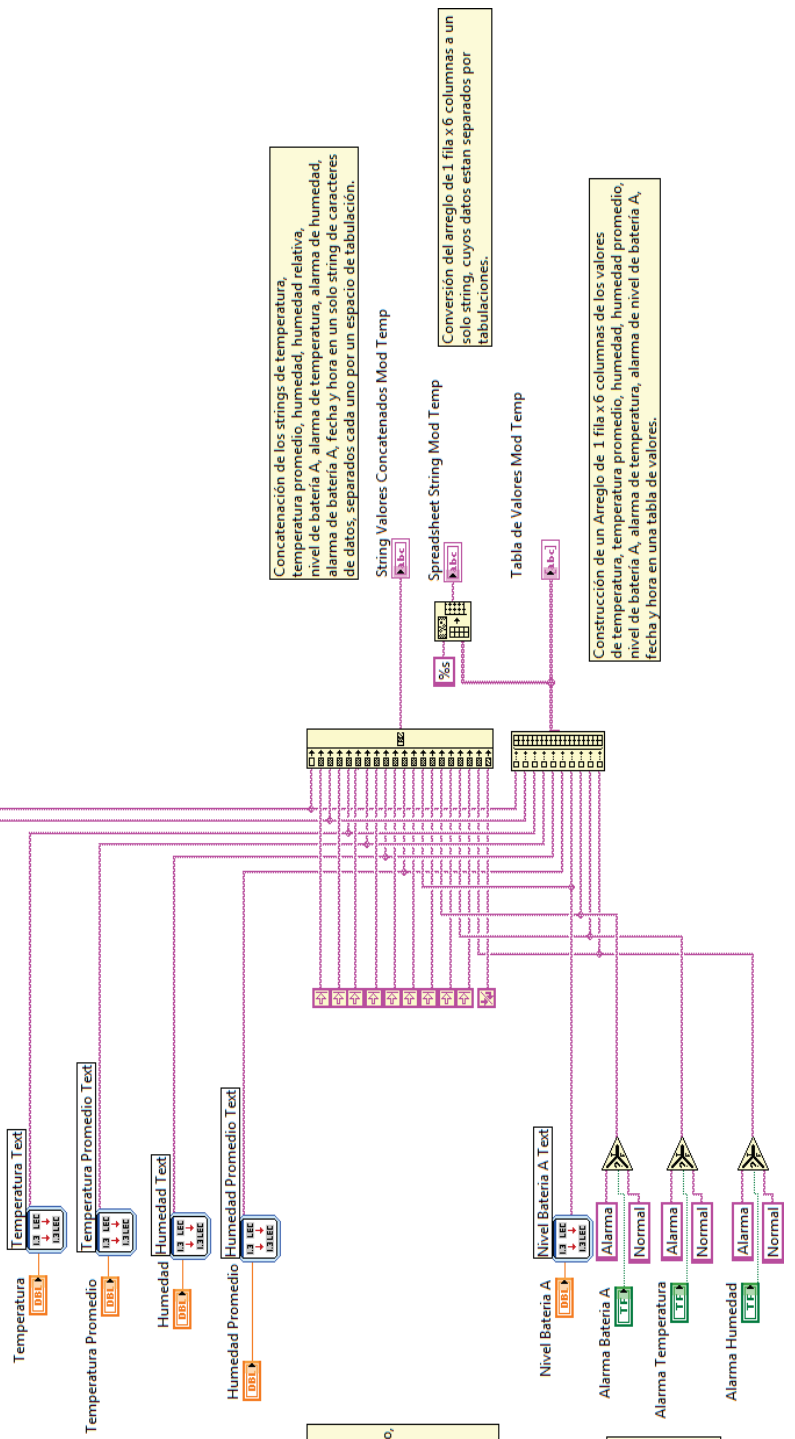 Temperatura
DBL
Temperatura Text
Temperatura Promedio
DBL
Temperatura Promedio Text
Humedad
DBL
Humedad Text
Humedad Promedio
DBL
Humedad Promedio Text
Nivel Bateria A
DBL
Nivel Bateria A Text
Alarma Bateria A
TF
Alarma
Normal
Alarma Temperatura
TF
Alarma
Normal
Alarma Humedad
TF
Alarma
Normal
Concatenación de los strings de temperatura,
temperatura promedio, humedad, humedad relativa,
nivel de batería A, alarma de temperatura, alarma de humedad,
alarma de batería A, fecha y hora en un solo string de caracteres
de datos, separados cada uno por un espacio de tabulación.
String Valores Concatenados Mod Temp
abc
Conversión del arreglo de 1 fila x 6 columnas a un
solo string, cuyos datos estan separados por
tabulaciones.
%s
Spreadsheet String Mod Temp
abc
Tabla de Valores Mod Temp
abc
Construcción de un Arreglo de 1 fila x 6 columnas de los valores
de temperatura, temperatura promedio, humedad, humedad promedio,
nivel de batería A, alarma de temperatura, alarma de nivel de batería A,
fecha y hora en una tabla de valores.
o,